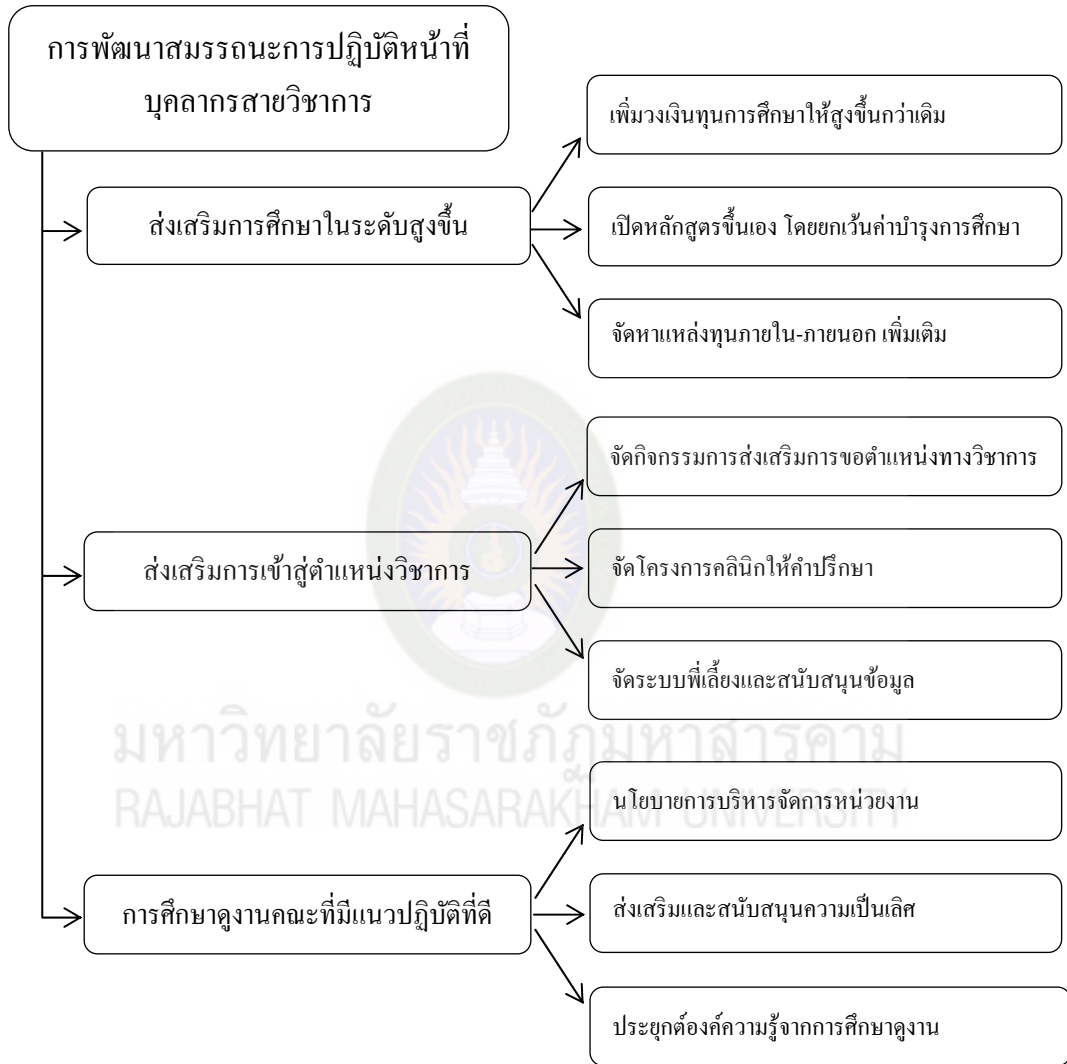 การพัฒนาสมรรถนะการปฏิบัติหน้าที่
บุคลากรสายวิชาการ
ส่งเสริมการศึกษาในระดับสูงขึ้น
เพิ่มวงเงินทุนการศึกษาให้สูงขึ้นกว่าเดิม
เปิดหลักสูตรขึ้นเอง โดยยกเว้นค่าบำรุงการศึกษา
จัดหาแหล่งทุนภายใน-ภายนอก เพิ่มเติม
ส่งเสริมการเข้าสู่ตำแหน่งวิชาการ
จัดกิจกรรมการส่งเสริมการขอตำแหน่งทางวิชาการ
จัดโครงการคลินิกให้คำปรึกษา
จัดระบบพี่เลี้ยงและสนับสนุนข้อมูล
มหาวิทยาลัยราชภัฏมหาสารคาม
RAJABHAT MAHASARAKHAM UNIVERSITY
การศึกษาดูงานคณะที่มีแนวปฏิบัติที่ดี
นโยบายการบริหารจัดการหน่วยงาน
ส่งเสริมและสนับสนุนความเป็นเลิศ
ประยุกต์องค์ความรู้จากการศึกษาดูงาน